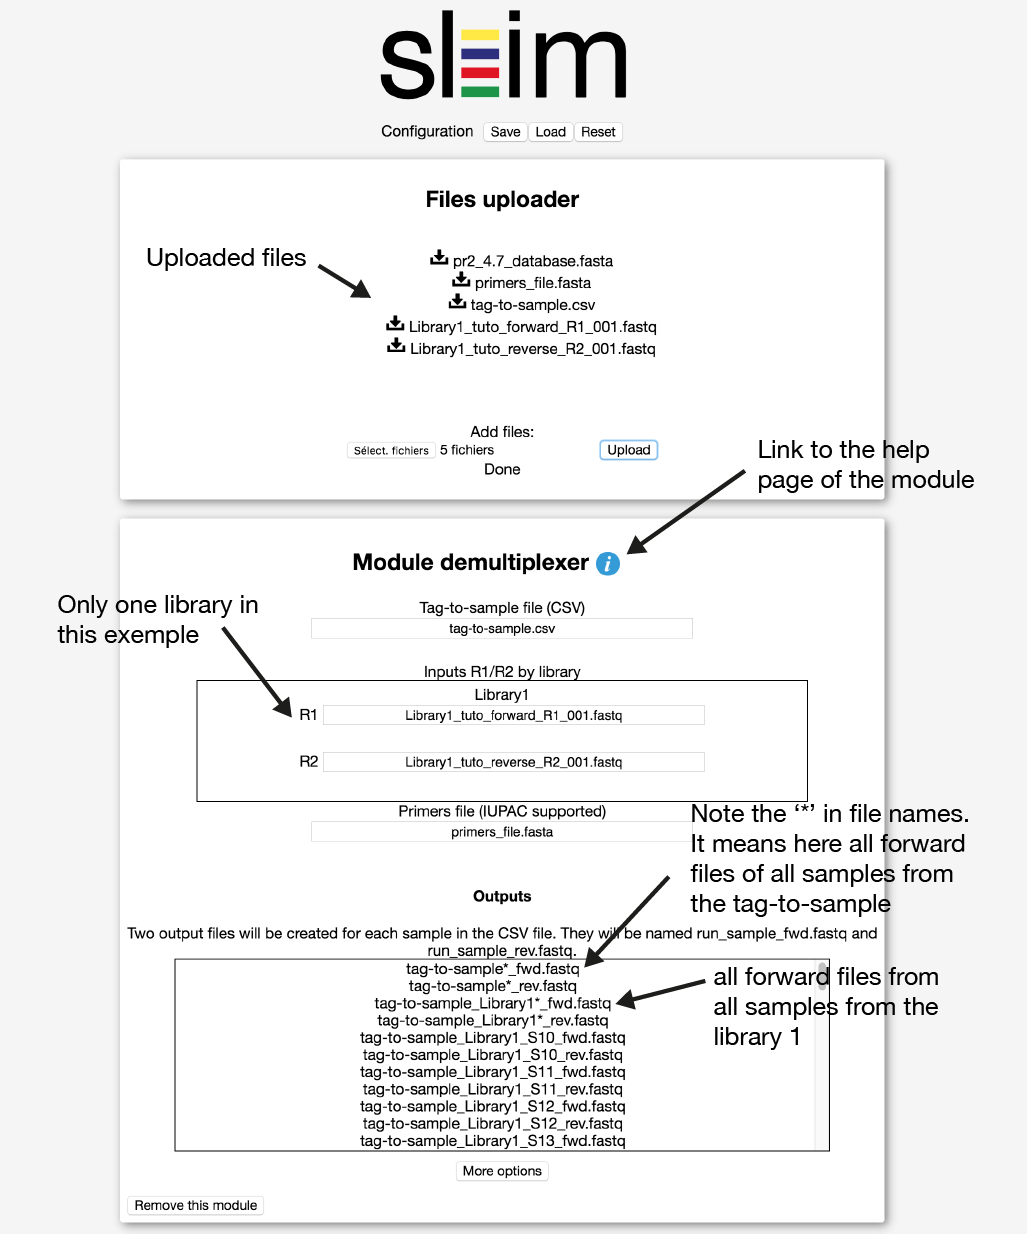 slim
Configuration Save Load Reset
Files uploader
Uploaded files
pr2_4.7_database.fasta
primers_file.fasta
tag-to-sample.csv
Library1_tuto_forward_R1_001.fastq
Library1_tuto_reverse_R2_001.fastq
Add files:
Sélect. fichiers 5 fichiers Upload
Done
Link to the help
page of the module
Module demultiplexer i
Only one library in
this exemple
Tag-to-sample file (CSV)
tag-to-sample.csv
Inputs R1/R2 by library
Library1
R1 Library1_tuto_forward_R1_001.fastq
R2 Library1_tuto_reverse_R2_001.fastq
Primers file (IUPAC supported)
primers_file.fasta
Note the ‘*’ in file names.
It means here all forward
files of all samples from
the tag-to-sample
Outputs
Two output files will be created for each sample in the CSV file. They will be named run_sample_fwd.fastq and
run_sample_rev.fastq.
tag-to-sample*_fwd.fastq
tag-to-sample*_rev.fastq
tag-to-sample_Library1*_fwd.fastq
tag-to-sample_Library1*_rev.fastq
tag-to-sample_Library1_S10_fwd.fastq
tag-to-sample_Library1_S10_rev.fastq
tag-to-sample_Library1_S11_fwd.fastq
tag-to-sample_Library1_S11_rev.fastq
tag-to-sample_Library1_S12_fwd.fastq
tag-to-sample_Library1_S12_rev.fastq
tag-to-sample_Library1_S13_fwd.fastq
all forward files from
all samples from the
library 1
More options
Remove this module